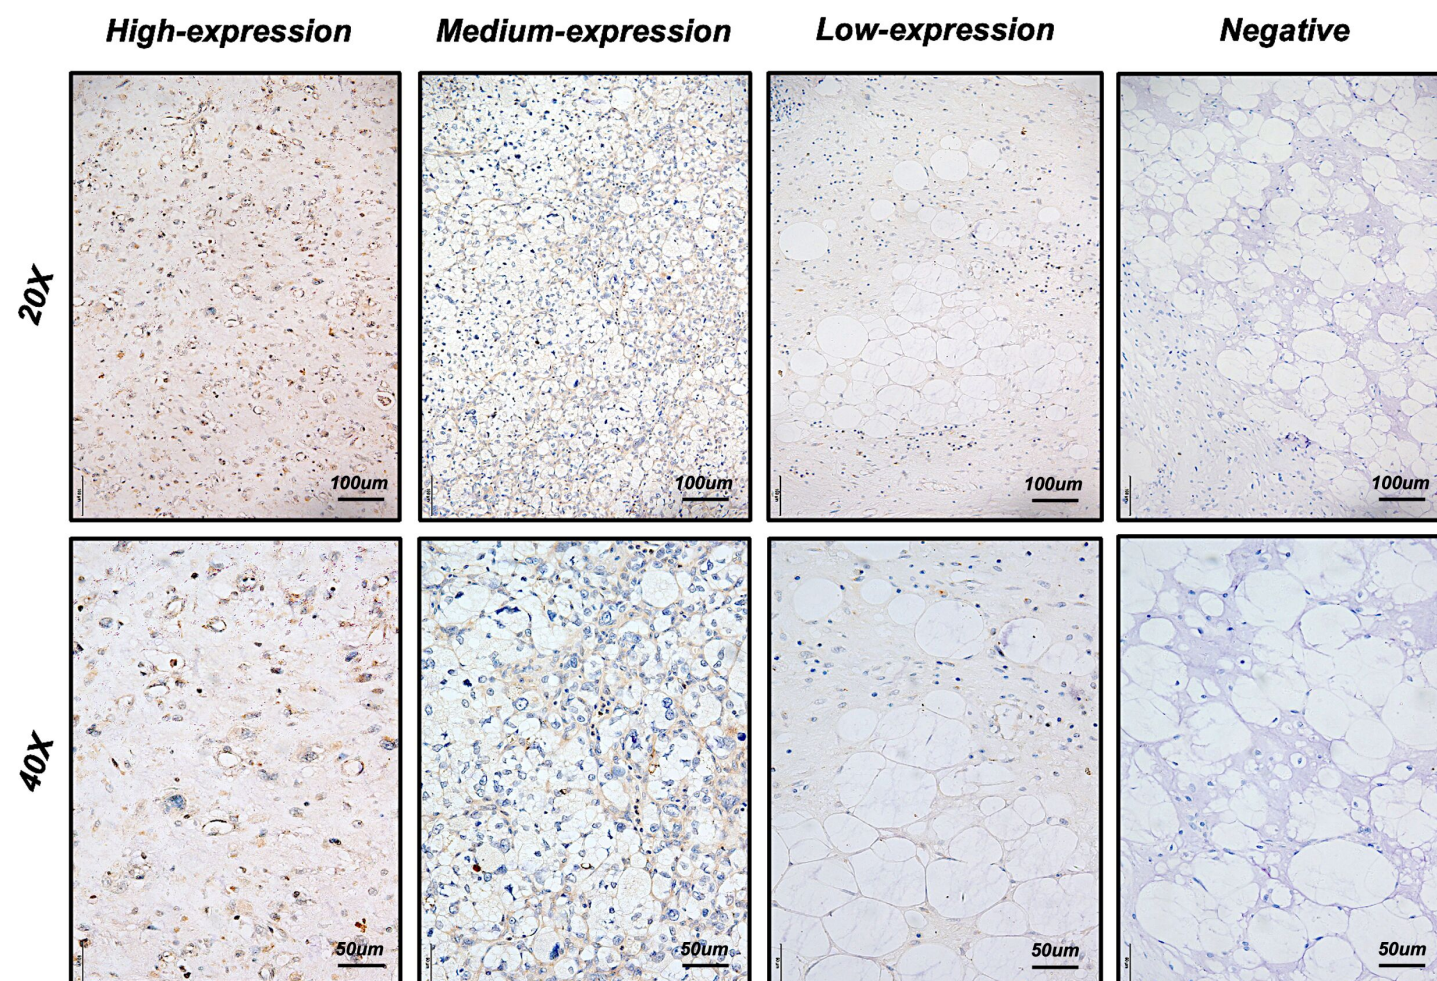 High-expression Medium-expression Low-expression Negative
20X
100um 100um 100um 100um
40X
50um 50um 50um 50um